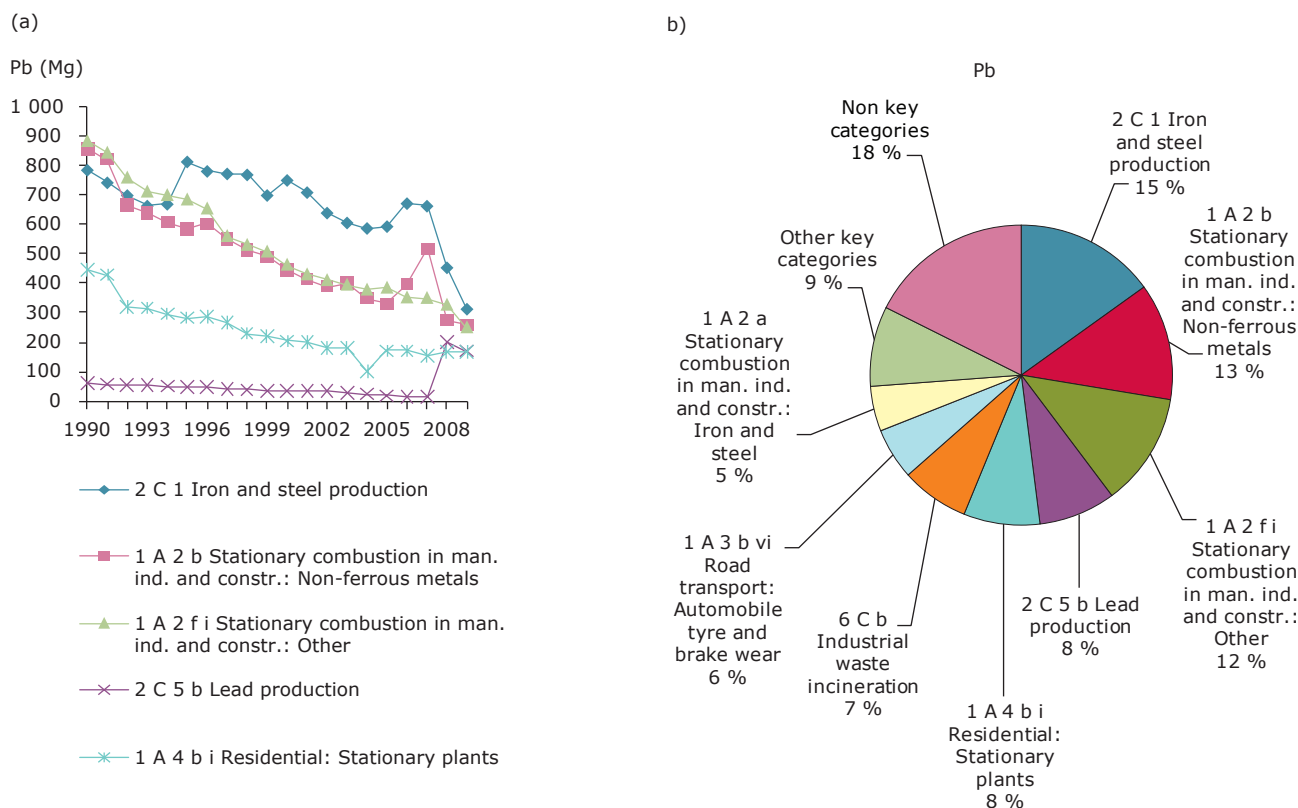 (a)
Pb (Mg)
1 000
900
800
700
600
500
400
300
200
100
0
1990
1993
1996
1999
2002
2005
2008
2 C 1 Iron and steel production
1 A 2 b Stationary combustion in man.
ind. and constr.: Non-ferrous metals
1 A 2 f i Stationary combustion in man.
ind. and constr.: Other
2 C 5 b Lead production
1 A 4 b i Residential: Stationary plants
b)
Pb
Non key
categories
18 %
2 C 1 Iron
and steel
production
15 %
1 A 2 b
Stationary
combustion
in man. ind.
and constr.:
Non-ferrous
metals
13 %
Other key
categories
9 %
1 A 2 a
Stationary
combustion
in man. ind.
and constr.:
Iron and
steel
5 %
1 A 3 b vi
Road
transport:
Automobile
tyre and
brake wear
6 %
6 C b
Industrial
waste
incineration
7 %
1 A 4 b i
Residential:
Stationary
plants
8 %
2 C 5 b Lead
production
8 %
1 A 2 f i
Stationary
combustion
in man. ind.
and constr.:
Other
12 %